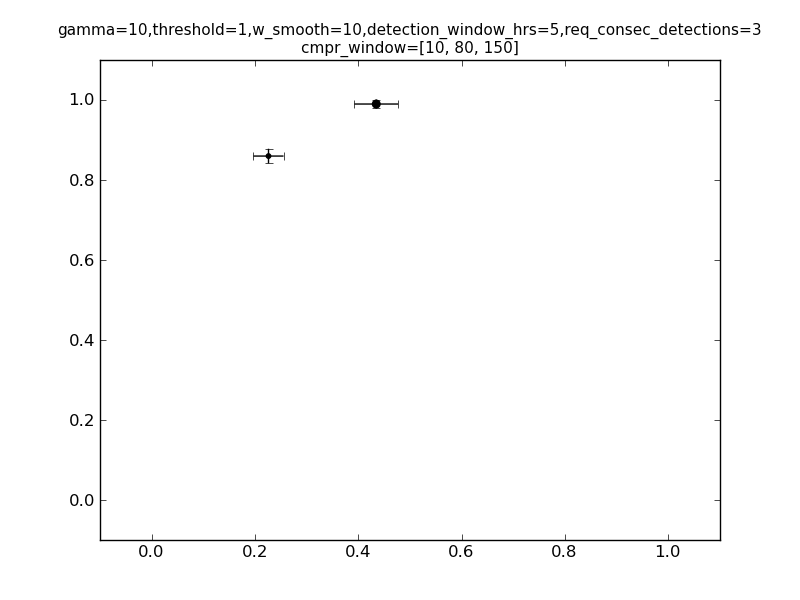 gamma=10,threshold=1,w_smooth=10,detection_window_hrs=5,req_consec_detections=3
cmpr_window=[10, 80, 150]
1.0
0.8
0.6
0.4
0.2
0.0
0.0 0.2 0.4 0.6 0.8 1.0